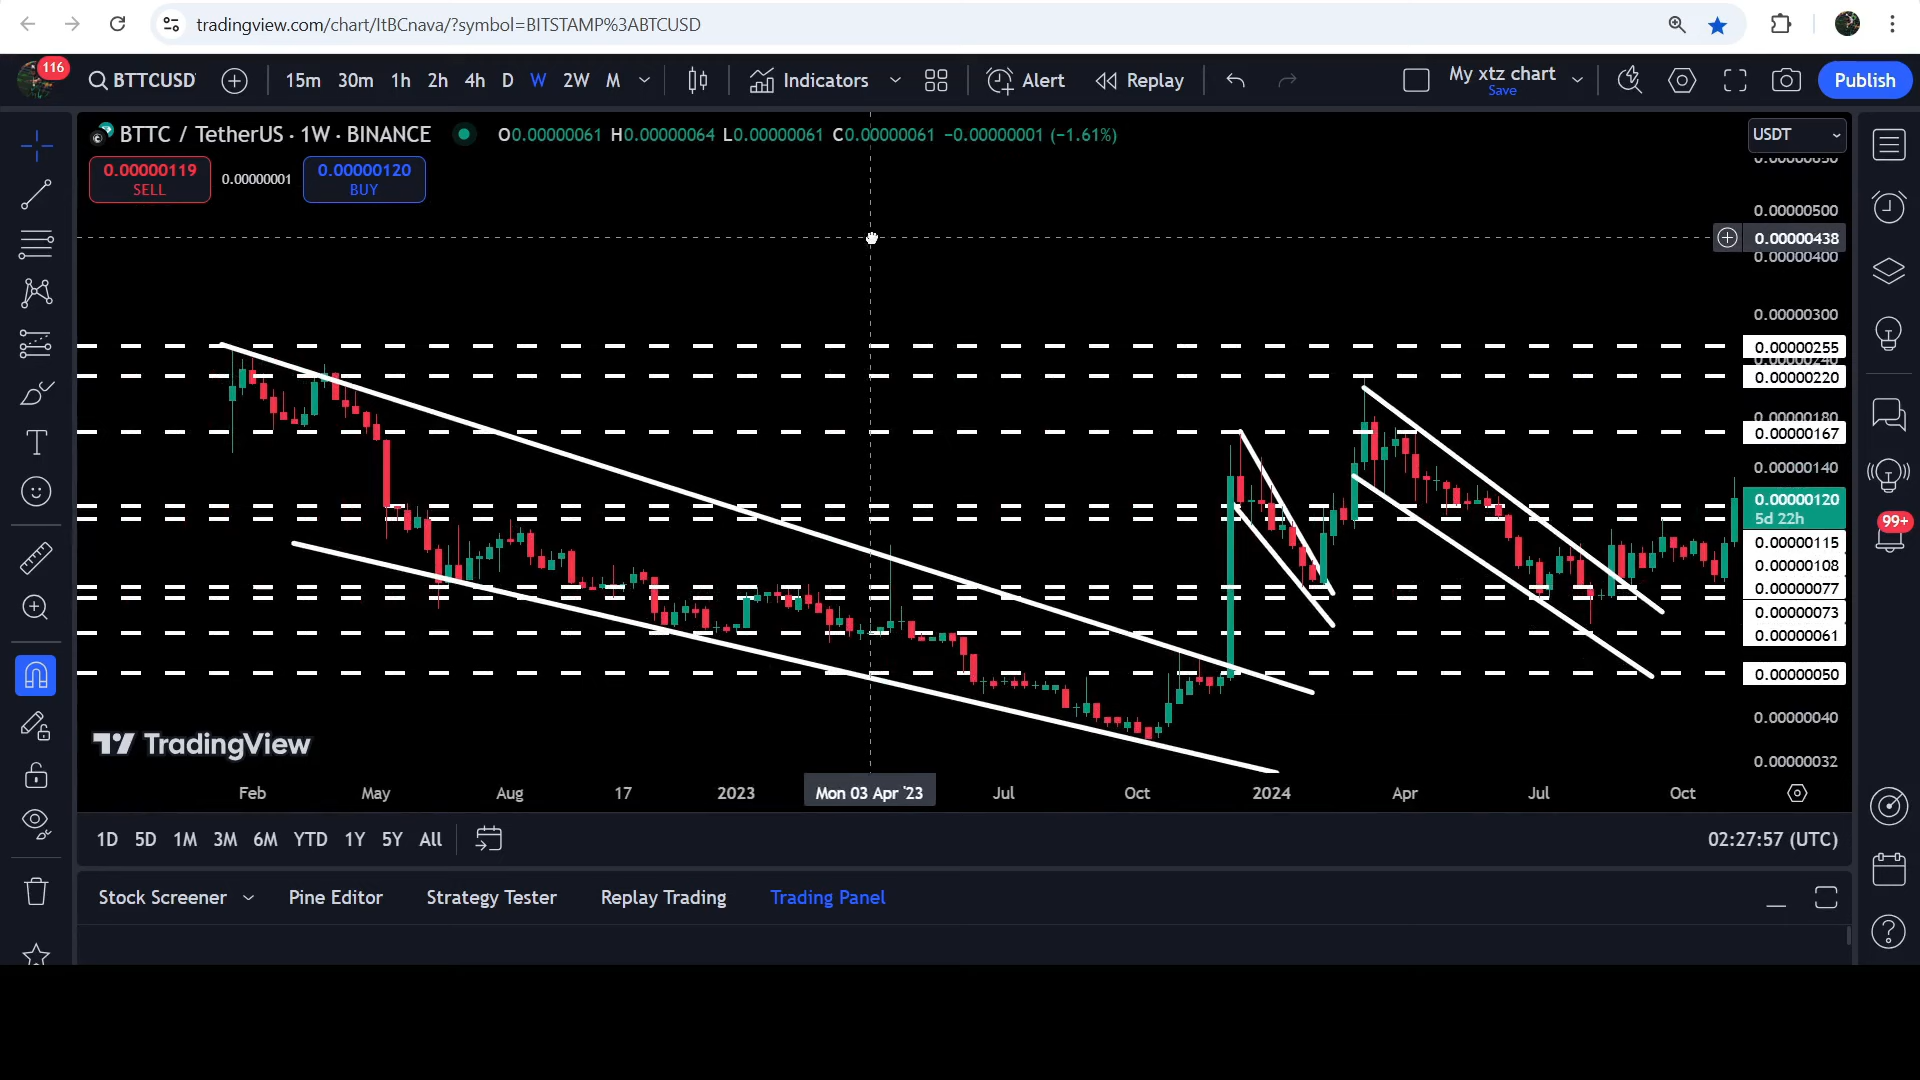 tradingview.com/chart/ItBCnava/?symbol=BITSTAMP%3ABTCUSD
116
BTTCUSD
15m 30m 1h 2h 4h D W 2W M
Indicators
Alert
Replay
My xtz chart
Save
Publish
BTTC / TetherUS · 1W · BINANCE
O0.00000061 H0.00000064 L0.00000061 C0.00000061 −0.00000001 (−1.61%)
USDT
0.00000119
SELL
0.00000001
0.00000120
BUY
0.00000500
0.00000438
0.00000400
0.00000300
0.00000255
0.00000240
0.00000220
0.00000180
0.00000167
0.00000140
0.00000120
5d 22h
0.00000115
0.00000108
0.00000077
0.00000073
0.00000061
0.00000050
0.00000040
0.00000032
99+
TradingView
Feb May Aug 17 2023 Mon 03 Apr '23 Jul Oct 2024 Apr Jul Oct
1D 5D 1M 3M 6M YTD 1Y 5Y All
02:27:57 (UTC)
Stock Screener Pine Editor Strategy Tester Replay Trading Trading Panel